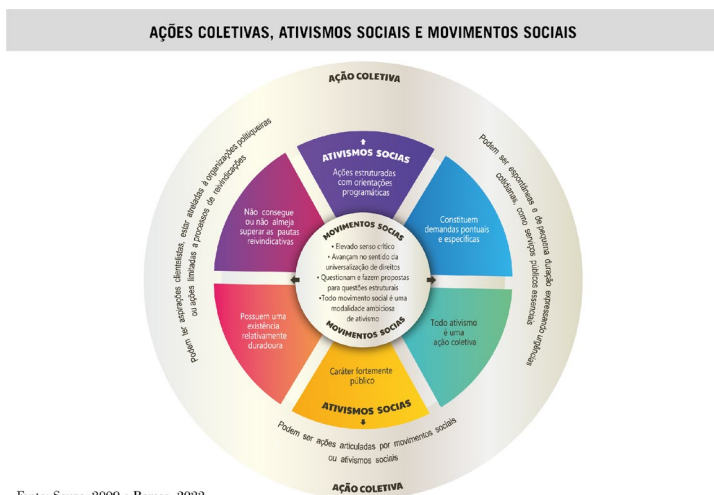 AÇÕES COLETIVAS, ATIVISMOS SOCIAIS E MOVIMENTOS SOCIAIS
AÇÃO COLETIVA
Podem ter aspirações clientelistas, estar atreladas à organizações politiqueiras
ou ações limitadas à processos de reivindicações
Podem ser espontâneas e de pequena duração expressando urgências
cotidianas, como serviços públicos essenciais
ATIVISMOS SOCIAS
Ações estruturadas
com orientações
programáticas
Não consegue
ou não almeja
superar as pautas
reivindicativas
Constituem
demandas pontuais
e específicas
MOVIMENTOS SOCIAS
• Elevado senso crítico
• Avançam no sentido da
universalização de direitos
• Questionam e fazem propostas
para questões estruturais
•Todo movimento social é uma
modalidade ambiciosa
de ativismo
MOVIMENTOS SOCIAS
Possuem uma
existência
relativamente
duradoura
Todo ativismo
é uma
ação coletiva
Caráter fortemente
público
ATIVISMOS SOCIAS
Podem ser ações articuladas por movimentos sociais
ou ativismos sociais
AÇÃO COLETIVA